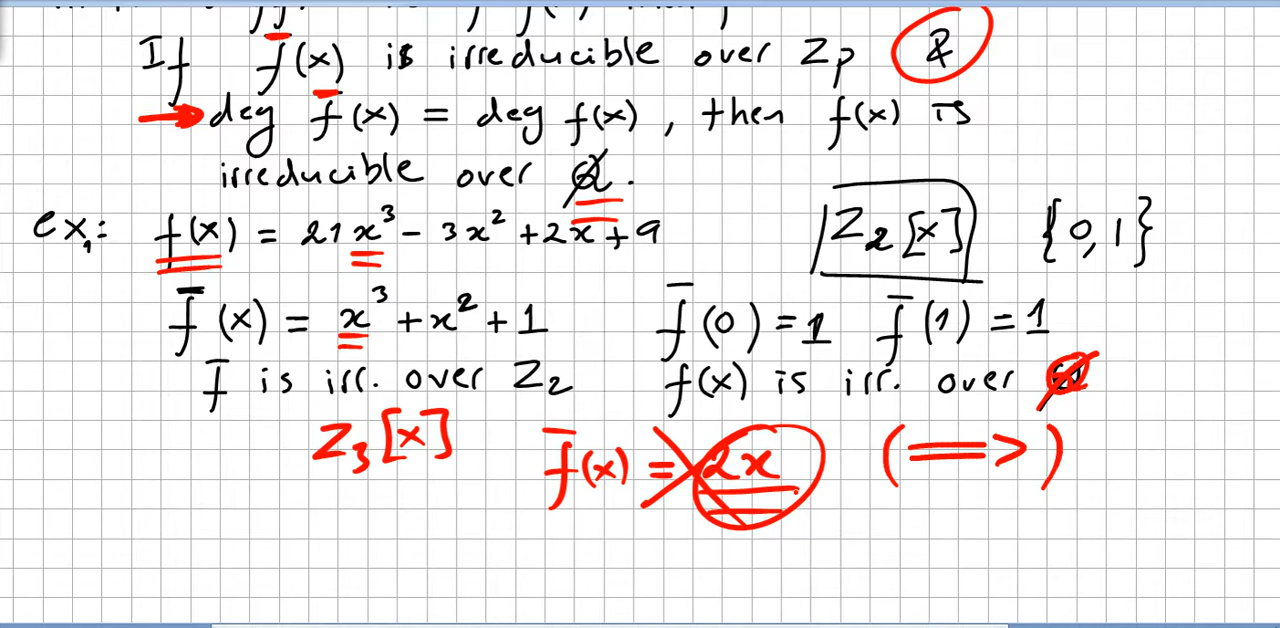 If f̅(x) is irreducible over Zp &
deg f̅(x) = deg f(x), then f(x) is
irreducible over Q.
ex1: f(x) = 21x³ - 3x² + 2x + 9 Z₂[x] {0,1}
f̅(x) = x³ + x² + 1 f̅(0) = 1 f̅(1) = 1
f̅ is irr. over Z₂ f(x) is irr. over Q
Z₃[x] f̅(x) = 2x (⟹)